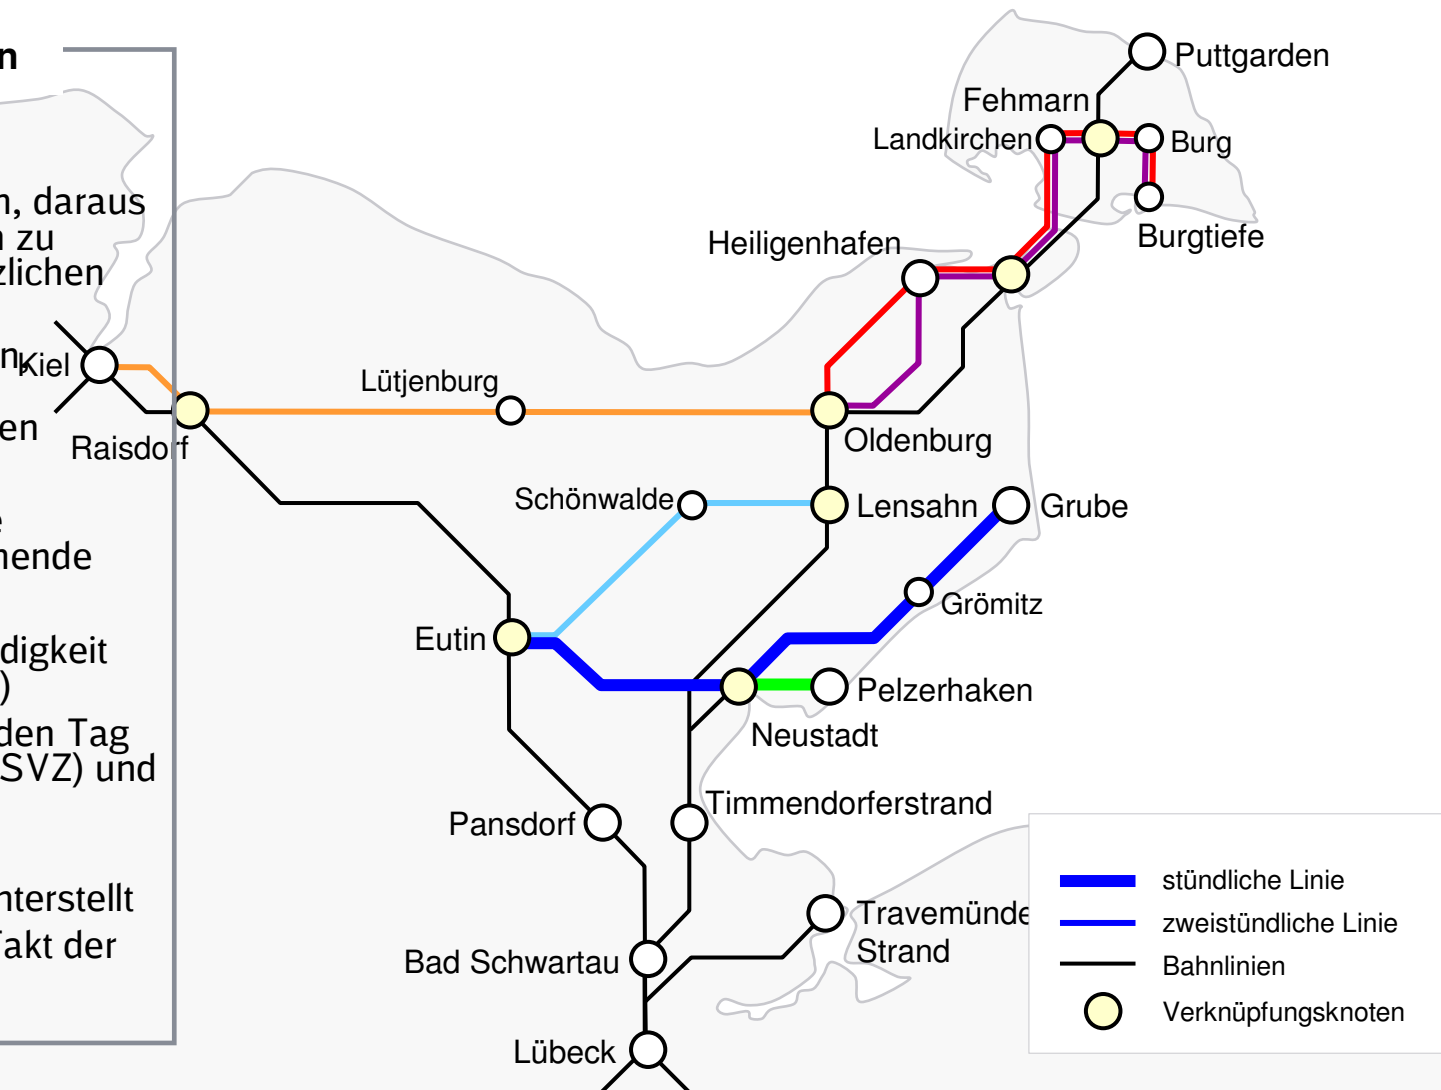 n
n, daraus
n zu
zlichen
n,
en
e
nende
digkeit
)
den Tag
SVZ) und
nterstellt
Takt der
Puttgarden
Fehmarn
Landkirchen
Burg
Burgtiefe
Heiligenhafen
Kiel
Lütjenburg
Raisdorf
Oldenburg
Schönwalde
Lensahn
Grube
Grömitz
Eutin
Pelzerhaken
Neustadt
Timmendorferstrand
Pansdorf
Travemünde
Strand
Bad Schwartau
Lübeck
stündliche Linie
zweistündliche Linie
Bahnlinien
Verknüpfungsknoten